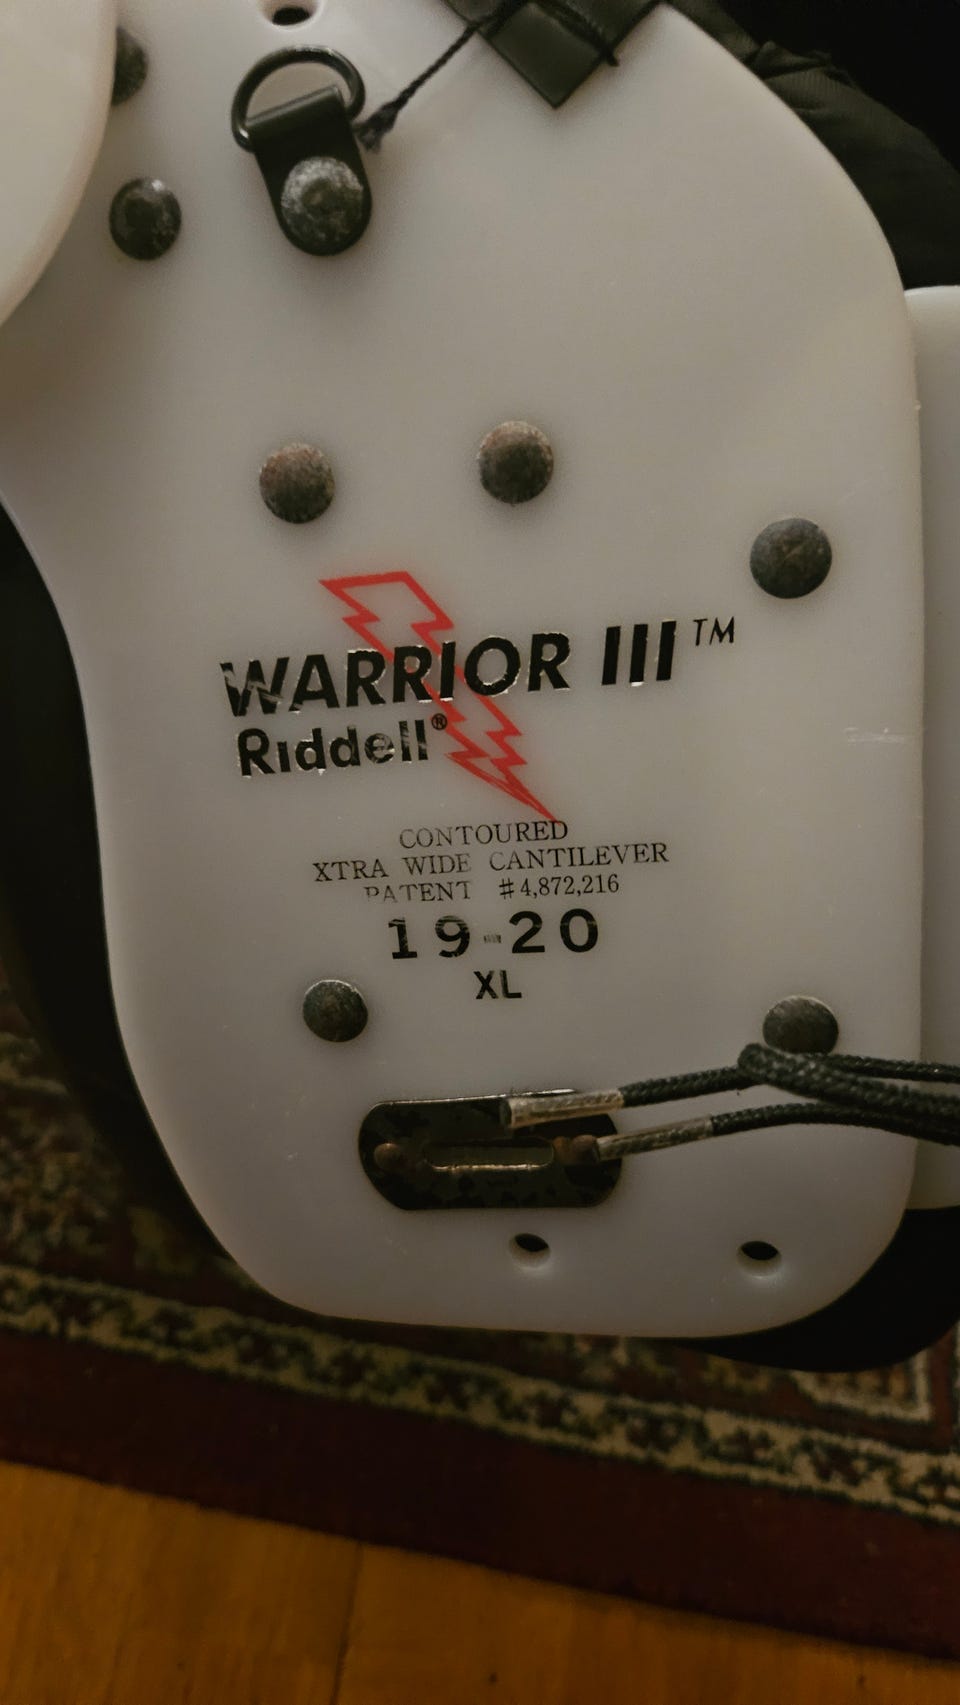 WARRIOR III™
Riddell®
CONTOURED
XTRA WIDE CANTILEVER
PATENT #4,872,216
19-20
XL